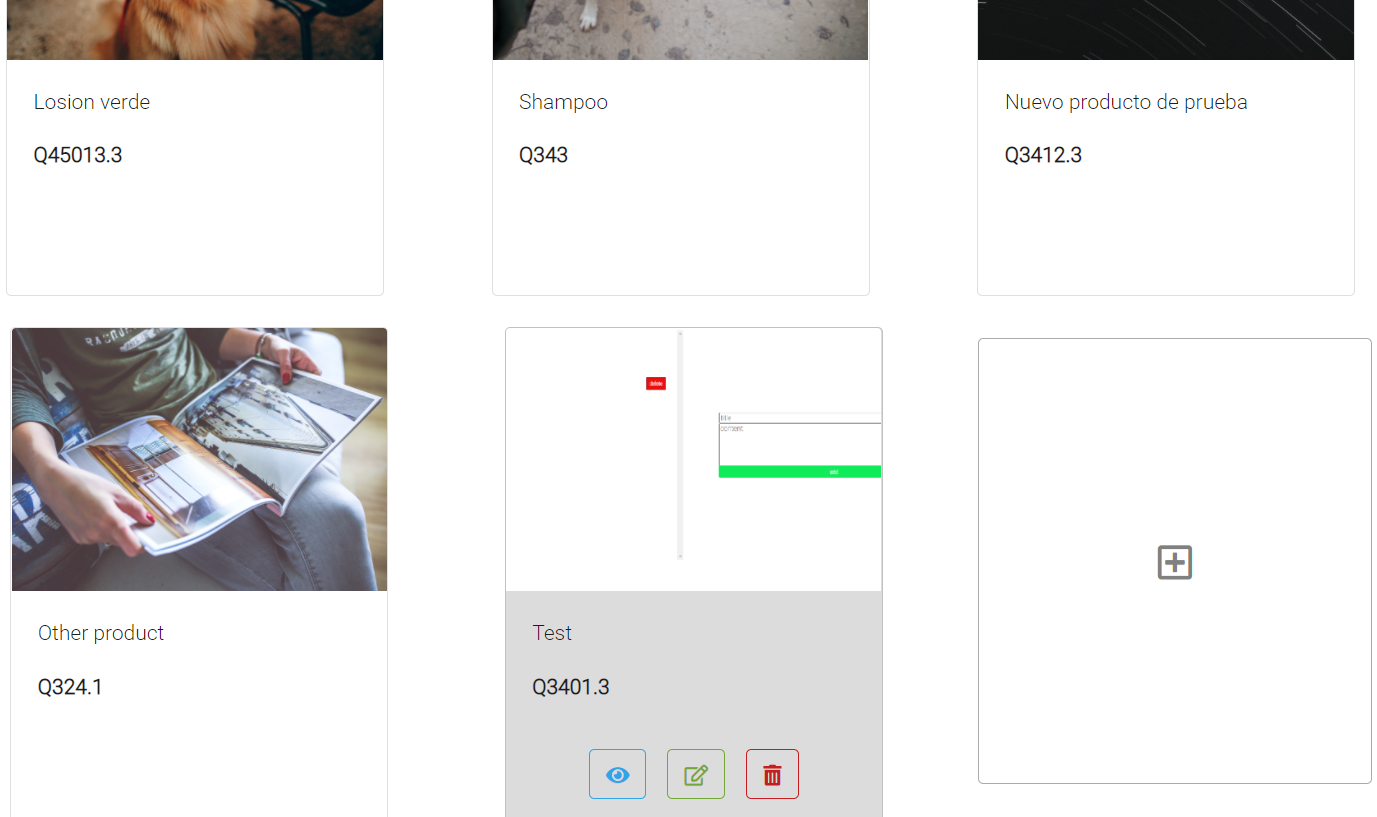 Losion verde
Shampoo
Nuevo producto de prueba
Q45013.3
Q343
Q3412.3
delete
title
content
add
Other product
Test
Q324.1
Q3401.3